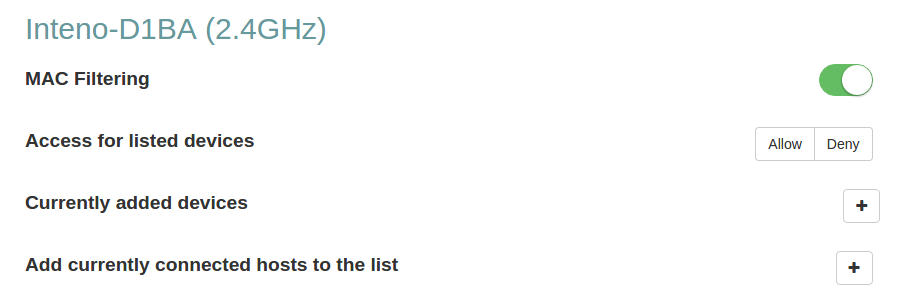 Inteno-D1BA (2.4GHz)
MAC Filtering
Access for listed devices
Allow Deny
Currently added devices
Add currently connected hosts to the list